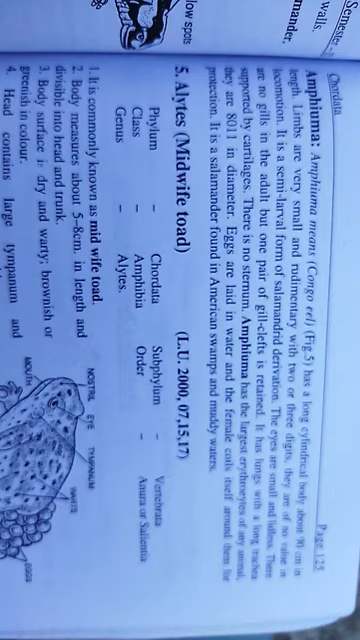 Semester-
walls.
mander,
low spots
Chordata
Page 125
Amphiuma: Amphiuma means (Congo eel) (Fig.5) has a long cylindrical body about 90 cm in
length. Limbs are very small and rudimentary with two or three digits, they are of no value in
locomotion. It is a semi-larval form of salamandrid derivation. The eyes are small and lidless. There
are no gills in the adult but one pair of gill-clefts is retained. It has lungs with a long trachea
supported by cartilages. There is no sternum. Amphiuma has the largest erythrocytes of any animal,
they are 8011 in diameter. Eggs are laid in water and the female coils itself around them for
protection. It is a salamander found in American swamps and muddy waters.
5. Alytes (Midwife toad) (L.U. 2000, 07,15,17)
Phylum – Chordata Subphylum – Vertebrata
Class – Amphibia Order – Anura or Salientia
Genus – Alytes.
1. It is commonly known as mid wife toad.
2. Body measures about 5–8cm. in length and
divisible into head and trunk.
3. Body surface is dry and warty; brownish or
greenish in colour.
4. Head contains large tympanum and
NOSTRIL EYE TYMPANUM
WARTS
MOUTH
EGGS